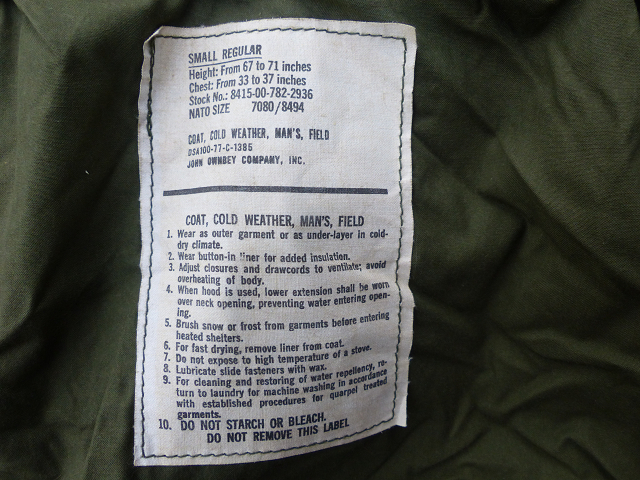 SMALL REGULAR
Height: From 67 to 71 inches
Chest: From 33 to 37 inches
Stock No.: 8415-00-782-2936
NATO SIZE 7080/8494
COAT, COLD WEATHER, MAN'S, FIELD
DSA100-77-C-1385
JOHN OWNBEY COMPANY, INC.
COAT, COLD WEATHER, MAN'S, FIELD
1. Wear as outer garment or as under-layer in cold-
dry climate.
2. Wear button-in liner for added insulation.
3. Adjust closures and drawcords to ventilate; avoid
overheating of body.
4. When hood is used, lower extension shall be worn
over neck opening, preventing water entering open-
ing.
5. Brush snow or frost from garments before entering
heated shelters.
6. For fast drying, remove liner from coat.
7. Do not expose to high temperature of a stove.
8. Lubricate slide fasteners with wax.
9. For cleaning and restoring of water repellency, re-
turn to laundry for machine washing in accordance
with established procedures for quarpel treated
garments.
10. DO NOT STARCH OR BLEACH.
DO NOT REMOVE THIS LABEL